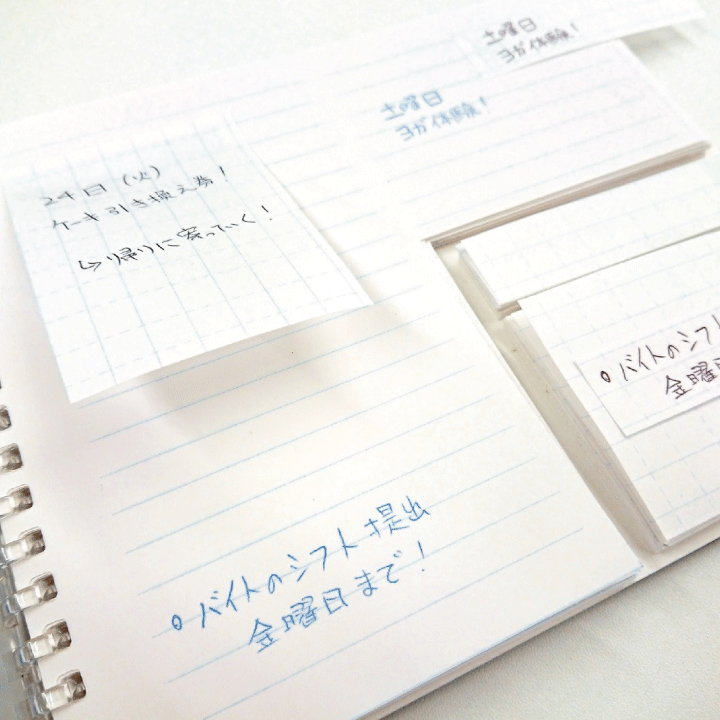 土曜日
ヨガ体験!
土曜日
ヨガ体験!
24日(火)
ケーキ引き換え券!
↳帰りに寄っていく!
○バイトのシフ
金曜
○バイトのシフト提出
金曜日まで!